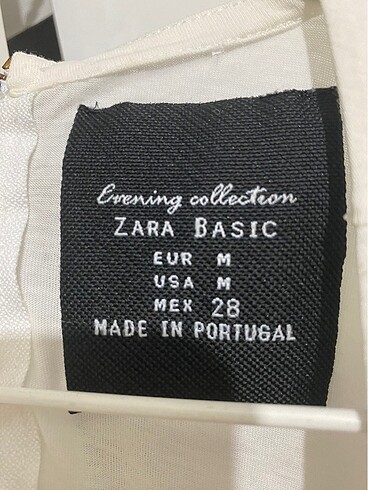 Evening collection
ZARA BASIC
EUR M
USA M
MEX 28
MADE IN PORTUGAL